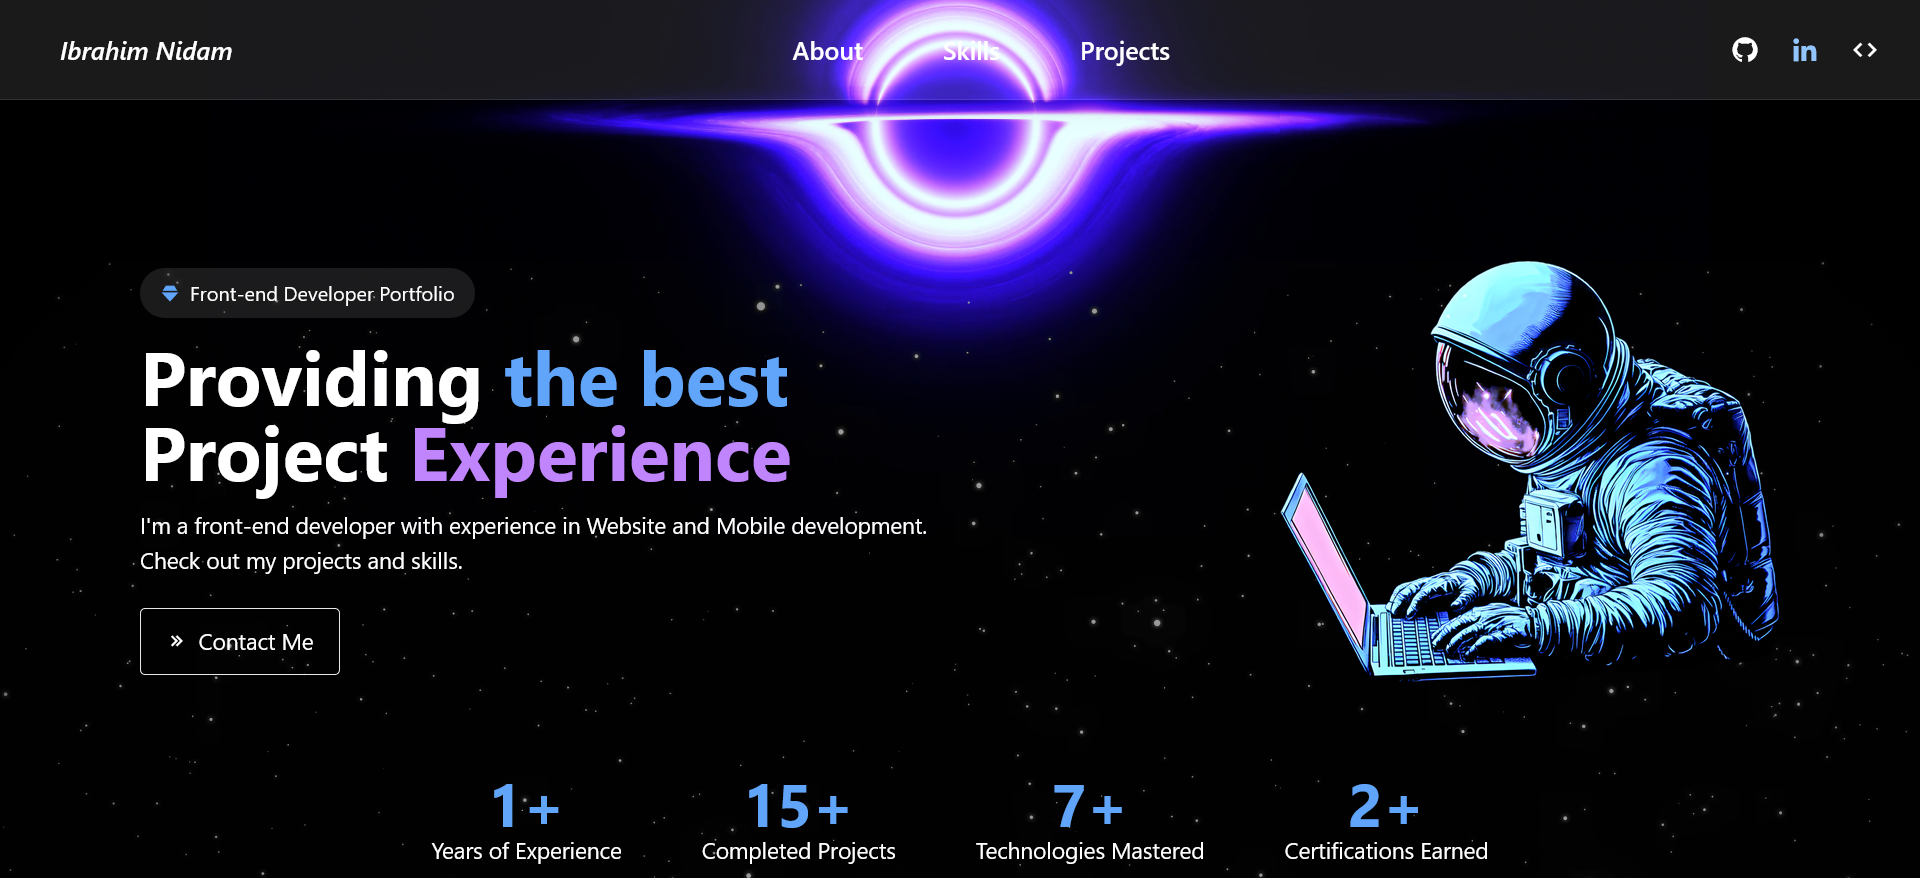 Ibrahim Nidam
About Skills Projects
Front-end Developer Portfolio
Providing the best
Project Experience
I'm a front-end developer with experience in Website and Mobile development.
Check out my projects and skills.
Contact Me
1+ 15+ 7+ 2+
Years of Experience Completed Projects Technologies Mastered Certifications Earned